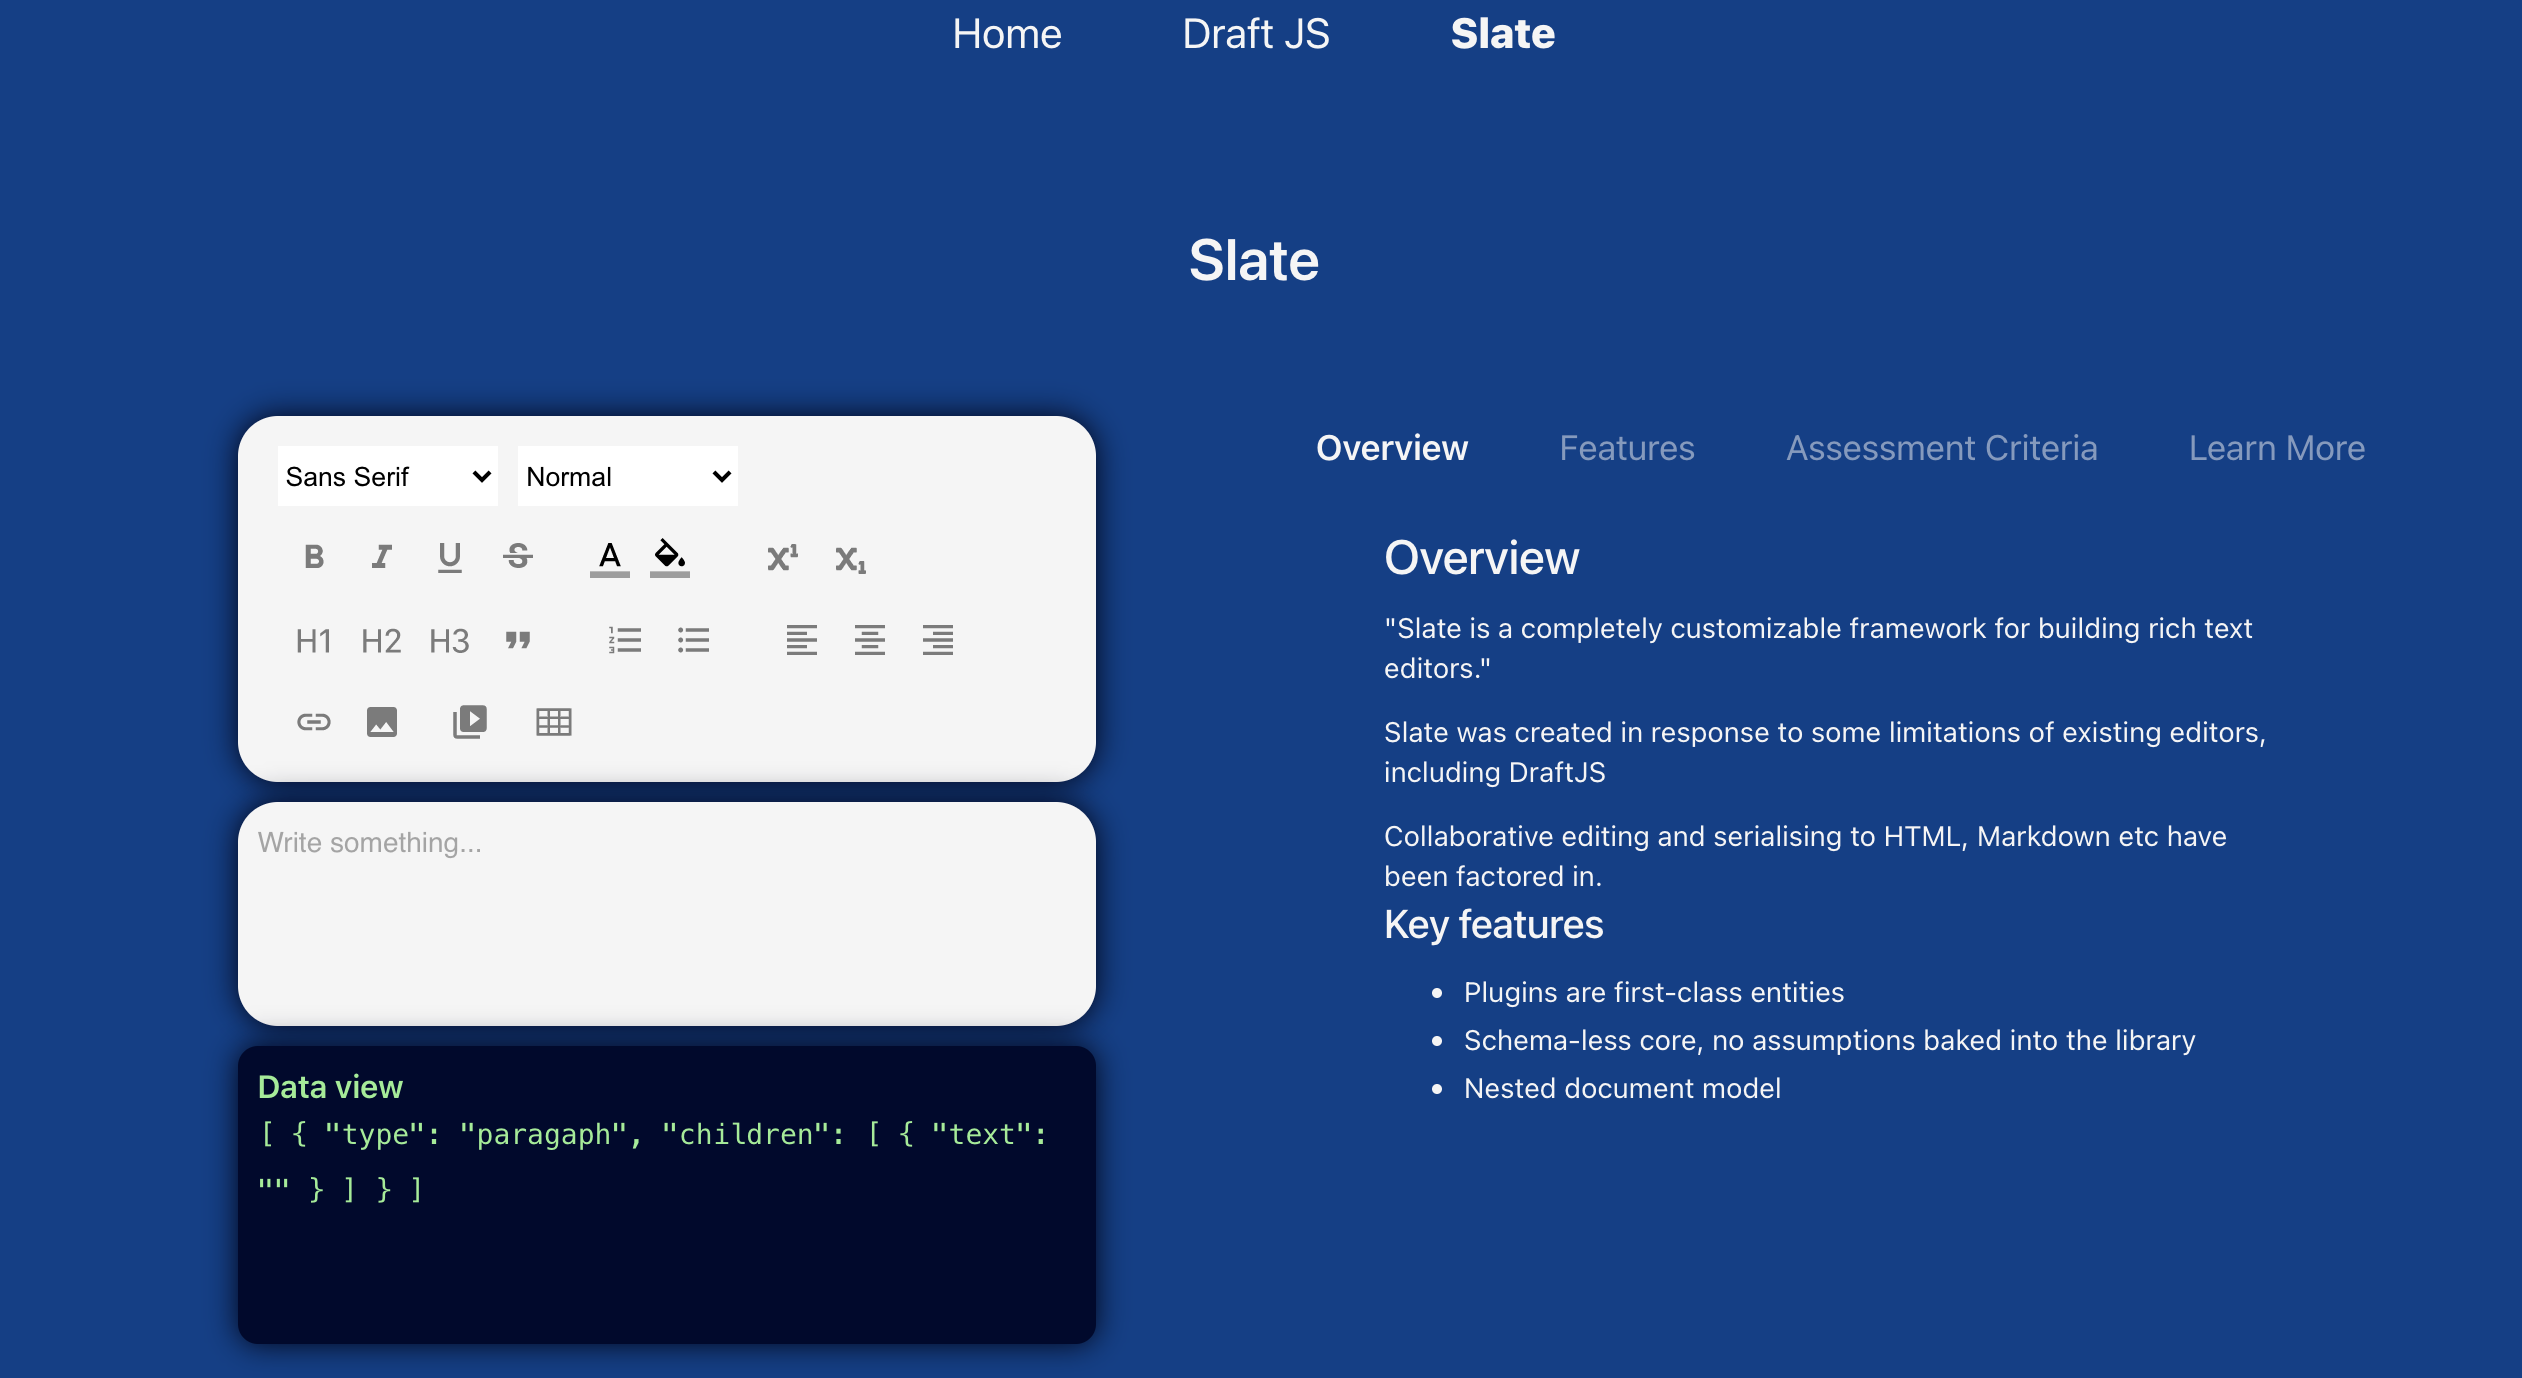 Home Draft JS Slate
Slate
Sans Serif Normal
B I U S A X1 X1
H1 H2 H3
Write something...
Data view
[ { "type": "paragaph", "children": [ { "text":
"" } ] } ]
Overview Features Assessment Criteria Learn More
Overview
"Slate is a completely customizable framework for building rich text
editors."
Slate was created in response to some limitations of existing editors,
including DraftJS
Collaborative editing and serialising to HTML, Markdown etc have
been factored in.
Key features
• Plugins are first-class entities
• Schema-less core, no assumptions baked into the library
• Nested document model